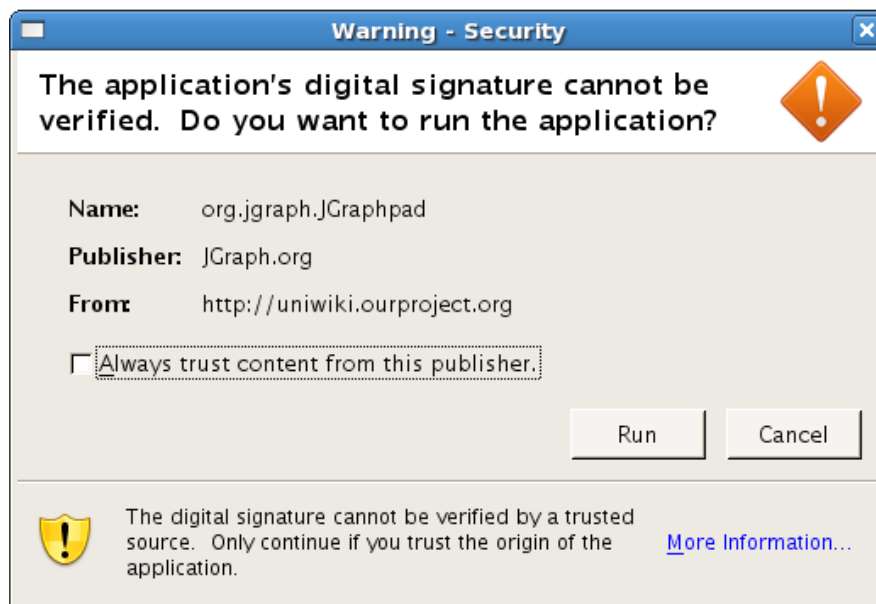 Warning - Security
The application's digital signature cannot be
verified. Do you want to run the application?
Name: org.jgraph.JGraphpad
Publisher: JGraph.org
From: http://uniwiki.ourproject.org
Always trust content from this publisher.
Run Cancel
The digital signature cannot be verified by a trusted
source. Only continue if you trust the origin of the
application.
More Information...